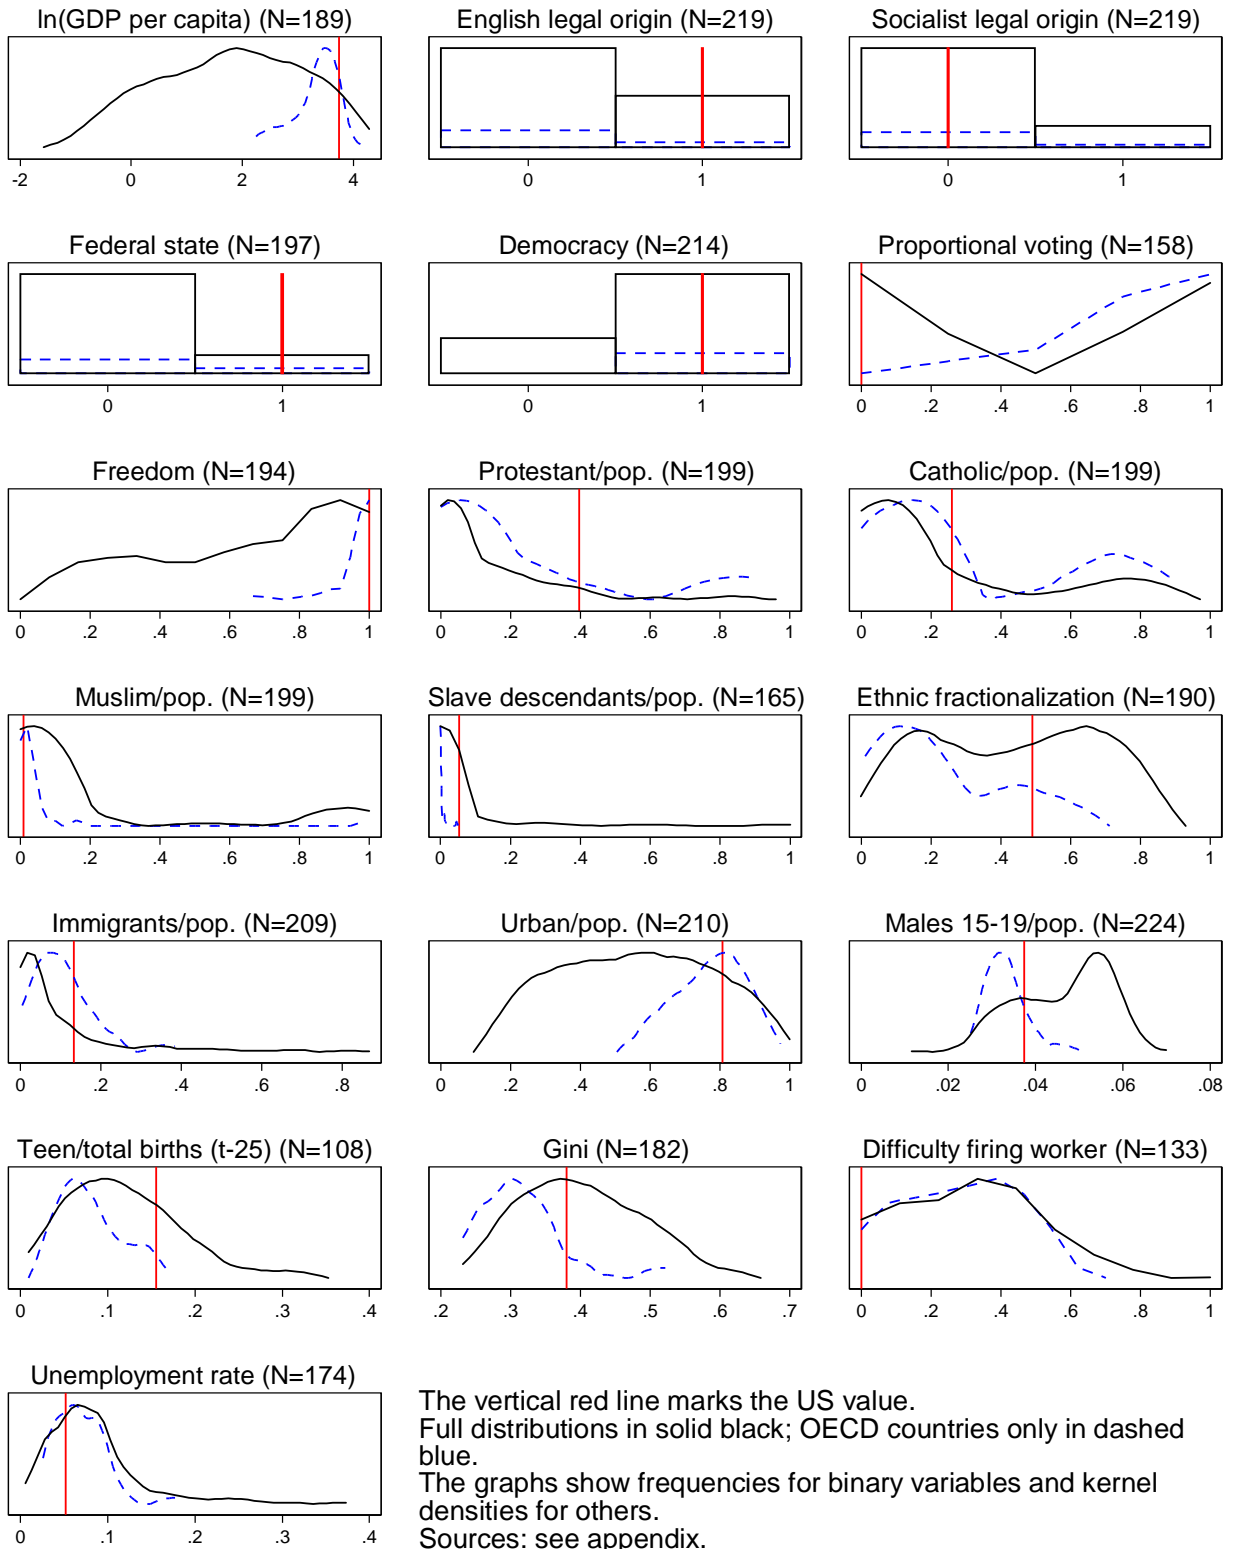 ln(GDP per capita) (N=189)
English legal origin (N=219)
Socialist legal origin (N=219)
-2 0 2 4
0 1
0 1
Federal state (N=197)
Democracy (N=214)
Proportional voting (N=158)
0 1
0 1
0 .2 .4 .6 .8 1
Freedom (N=194)
Protestant/pop. (N=199)
Catholic/pop. (N=199)
0 .2 .4 .6 .8 1
0 .2 .4 .6 .8 1
0 .2 .4 .6 .8 1
Muslim/pop. (N=199)
Slave descendants/pop. (N=165)
Ethnic fractionalization (N=190)
0 .2 .4 .6 .8 1
0 .2 .4 .6 .8 1
0 .2 .4 .6 .8 1
Immigrants/pop. (N=209)
Urban/pop. (N=210)
Males 15-19/pop. (N=224)
0 .2 .4 .6 .8
0 .2 .4 .6 .8 1
0 .02 .04 .06 .08
Teen/total births (t-25) (N=108)
Gini (N=182)
Difficulty firing worker (N=133)
0 .1 .2 .3 .4
.2 .3 .4 .5 .6 .7
0 .2 .4 .6 .8 1
Unemployment rate (N=174)
0 .1 .2 .3 .4
The vertical red line marks the US value.
Full distributions in solid black; OECD countries only in dashed
blue.
The graphs show frequencies for binary variables and kernel
densities for others.
Sources: see appendix.